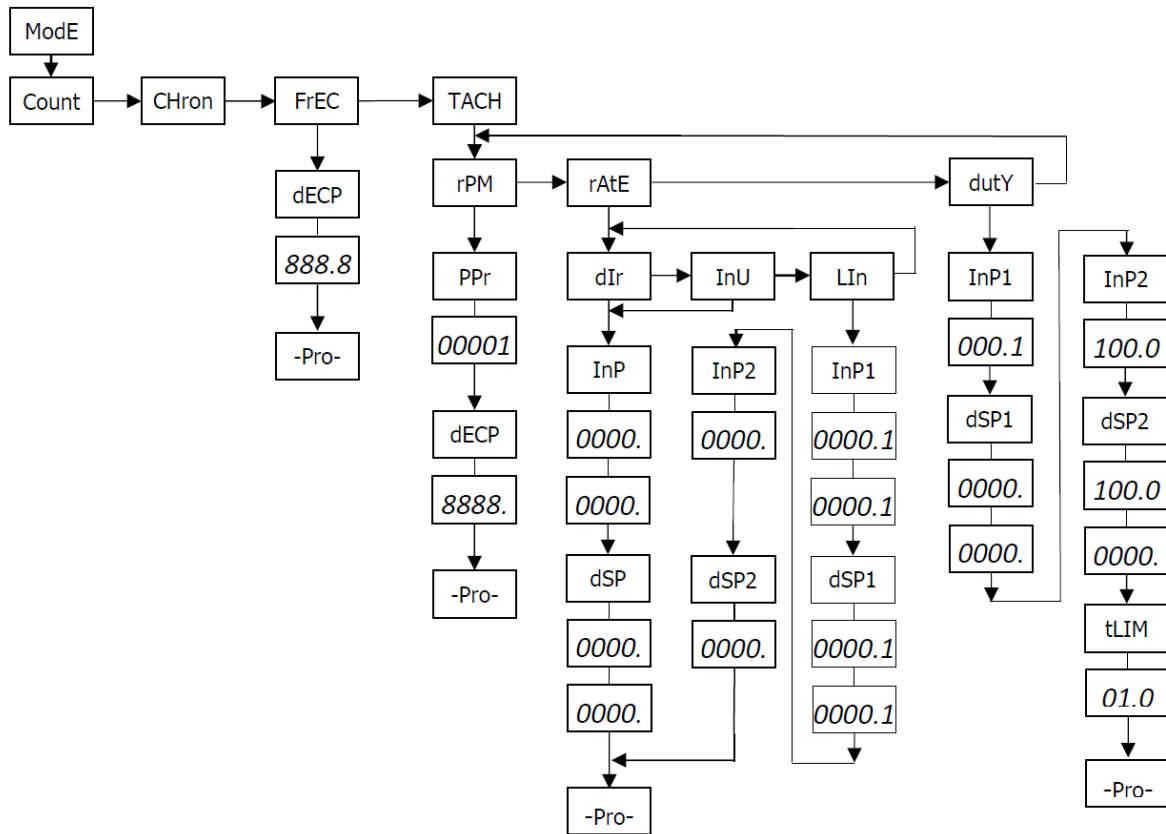 ModE
Count
CHron
FrEC
TACH
dECP
888.8
-Pro-
rPM
rAtE
dutY
PPr
00001
dECP
8888.
-Pro-
dIr
InU
LIn
InP
0000.
0000.
dSP
0000.
0000.
-Pro-
InP2
0000.
dSP2
0000.
InP1
0000.1
0000.1
dSP1
0000.1
0000.1
InP1
000.1
dSP1
0000.
0000.
InP2
100.0
dSP2
100.0
0000.
tLIM
01.0
-Pro-